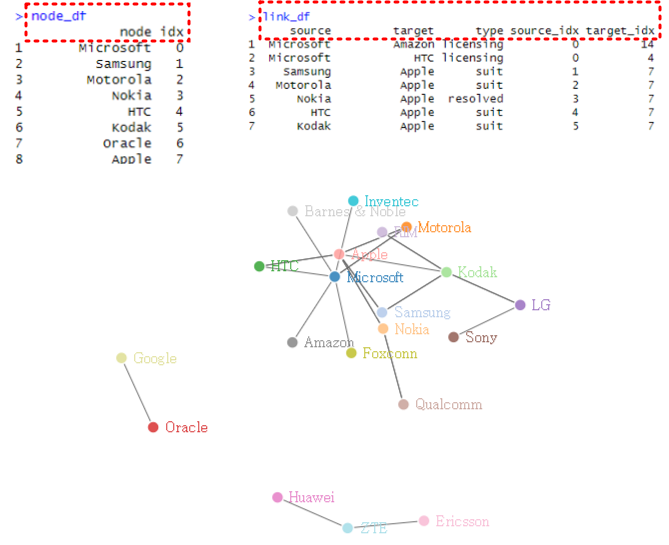 > node_df
node idx
1 Microsoft 0
2 Samsung 1
3 Motorola 2
4 Nokia 3
5 HTC 4
6 Kodak 5
7 Oracle 6
8 Apple 7
> link_df
source target type source_idx target_idx
1 Microsoft Amazon licensing 0 14
2 Microsoft HTC licensing 0 4
3 Samsung Apple suit 1 7
4 Motorola Apple suit 2 7
5 Nokia Apple resolved 3 7
6 HTC Apple suit 4 7
7 Kodak Apple suit 5 7
Inventec
Barnes & Noble
Motorola
RIM
Apple
HTC
Microsoft
Kodak
LG
Samsung
Nokia
Sony
Amazon
Foxconn
Google
Qualcomm
Oracle
Huawei
Ericsson
ZTE